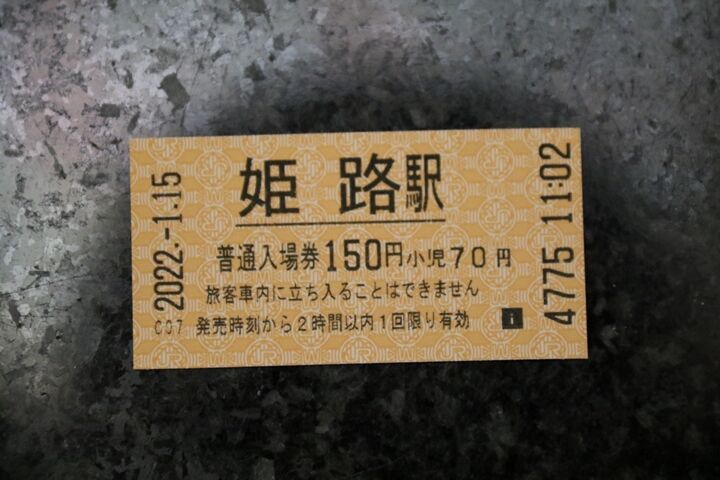 2022.-1.15
姫路駅
普通入場券150円小児70円
旅客車内に立ち入ることはできません
C07 発売時刻から2時間以内1回限り有効 i
4775 11:02